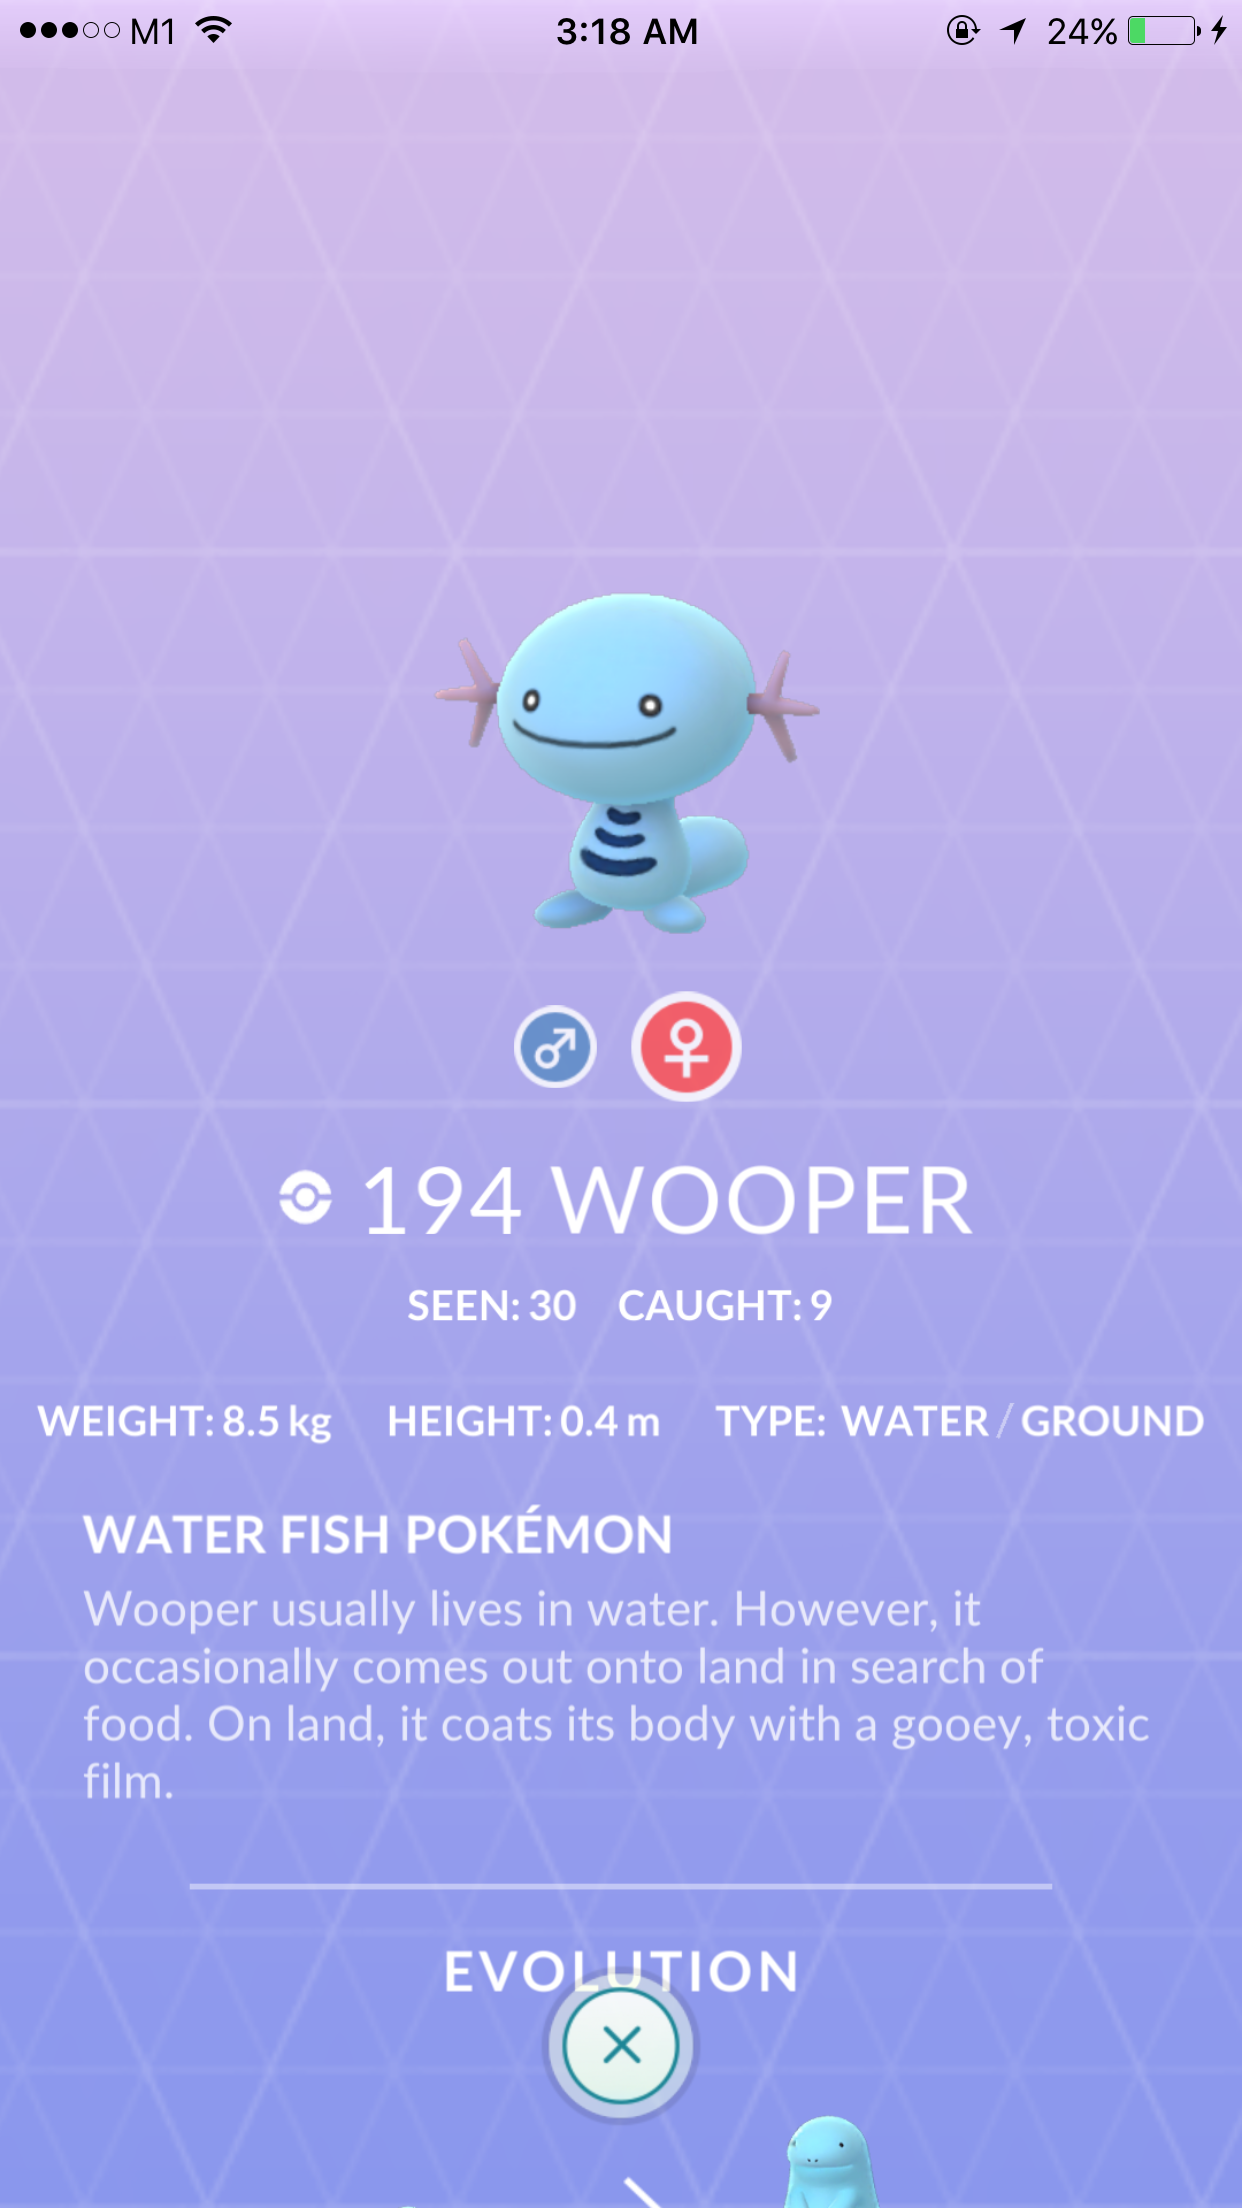 M1 3:18 AM 24%
194 WOOPER
SEEN: 30 CAUGHT: 9
WEIGHT: 8.5 kg HEIGHT: 0.4 m TYPE: WATER / GROUND
WATER FISH POKÉMON
Wooper usually lives in water. However, it
occasionally comes out onto land in search of
food. On land, it coats its body with a gooey, toxic
film.
EVOLUTION